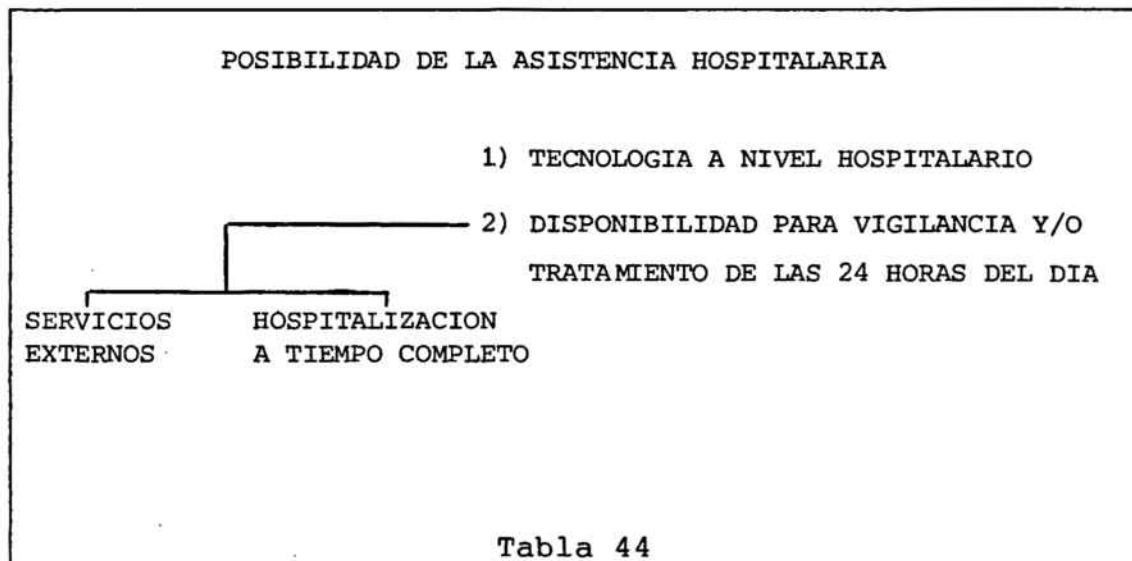 POSIBILIDAD DE LA ASISTENCIA HOSPITALARIA
1) TECNOLOGIA A NIVEL HOSPITALARIO
2) DISPONIBILIDAD PARA VIGILANCIA Y/O
TRATAMIENTO DE LAS 24 HORAS DEL DIA
SERVICIOS HOSPITALIZACION
EXTERNOS A TIEMPO COMPLETO
Tabla 44